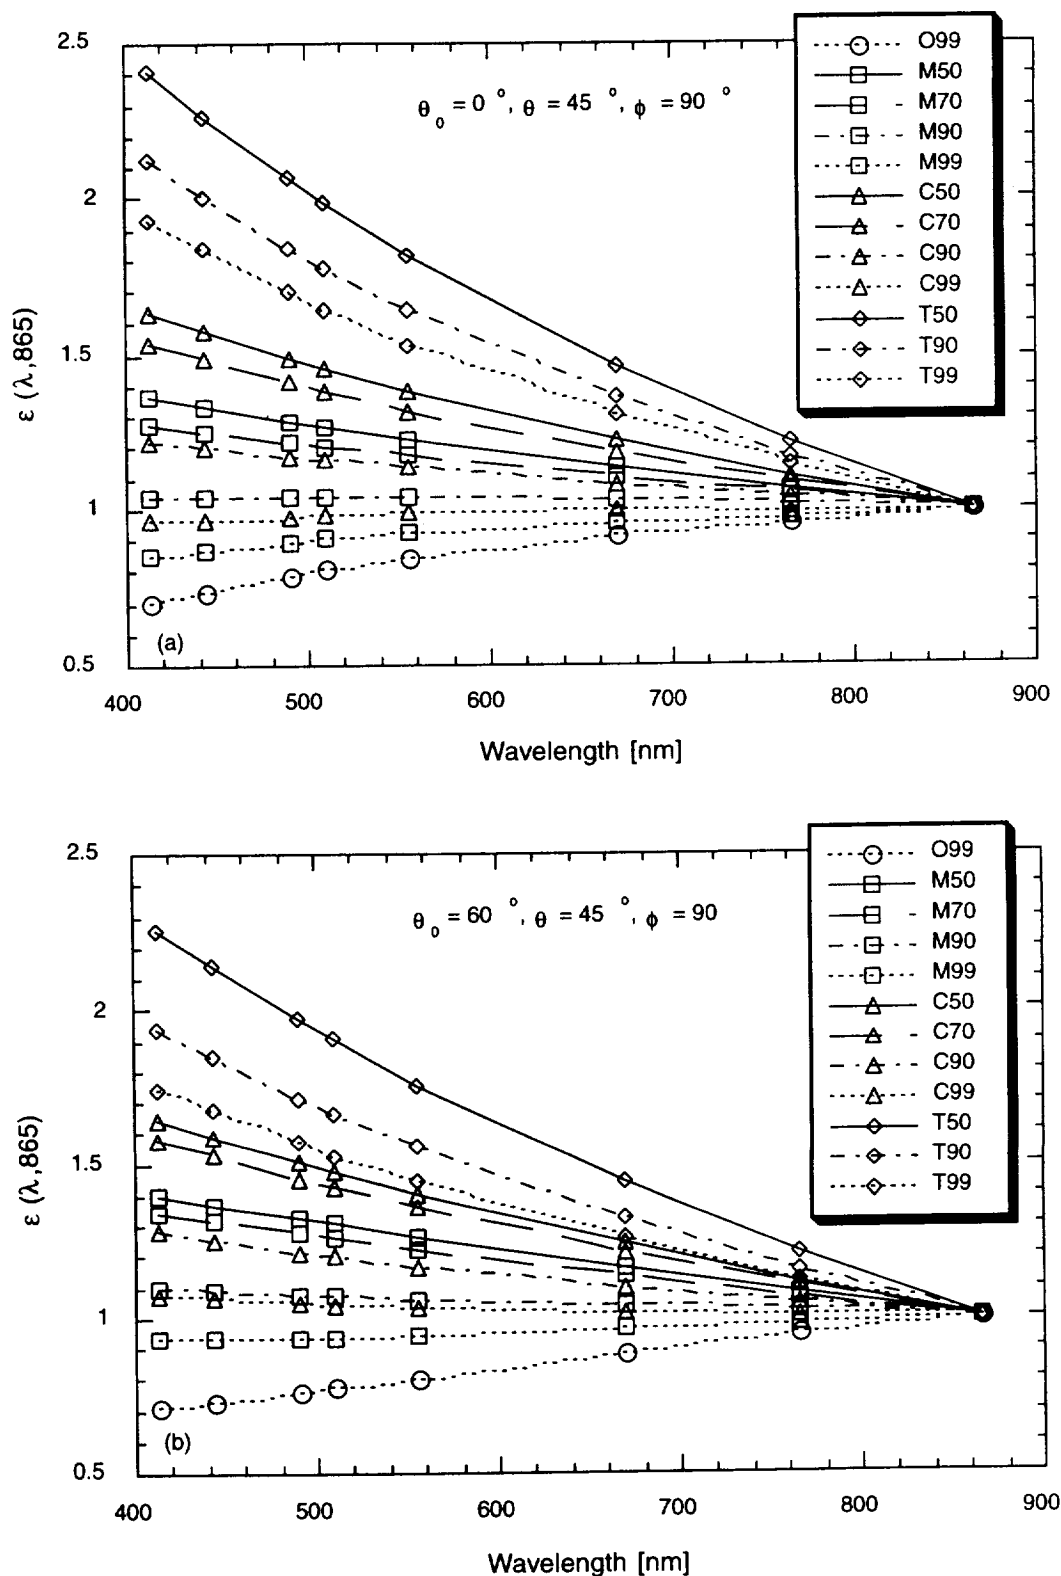 2.5
2
1.5
1
0.5
ε (λ,865)
θ0 = 0 °, θ = 45 °, ϕ = 90 °
O99
M50
M70
M90
M99
C50
C70
C90
C99
T50
T90
T99
(a)
400 500 600 700 800 900
Wavelength [nm]
2.5
2
1.5
1
0.5
ε (λ,865)
θ0 = 60 °, θ = 45 °, ϕ = 90
O99
M50
M70
M90
M99
C50
C70
C90
C99
T50
T90
T99
(b)
400 500 600 700 800 900
Wavelength [nm]